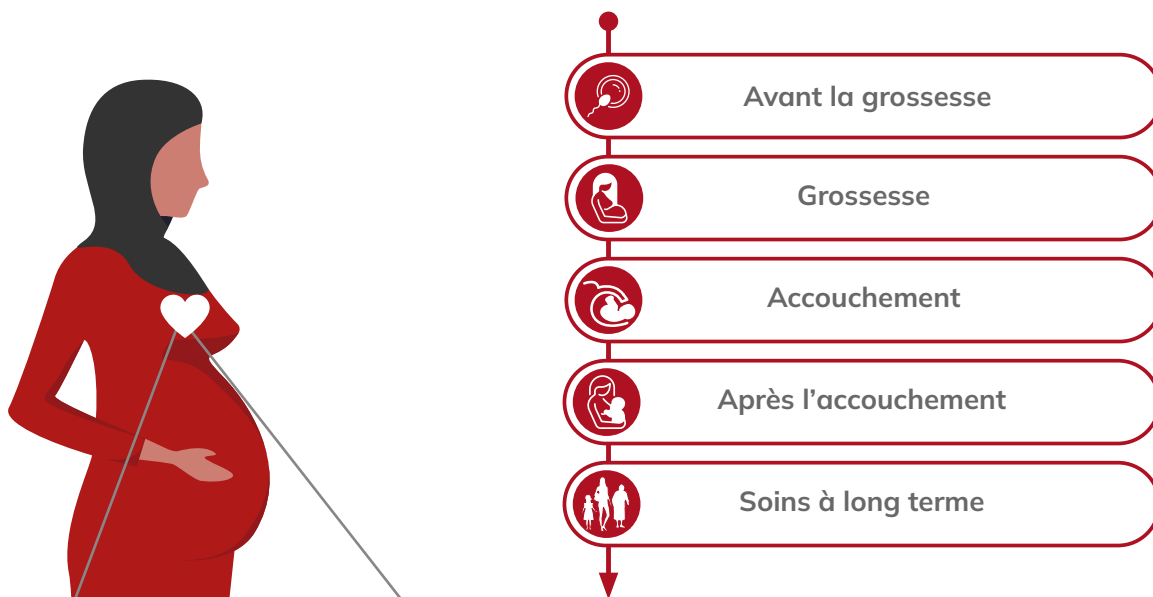 Avant la grossesse
Grossesse
Accouchement
Après l’accouchement
Soins à long terme